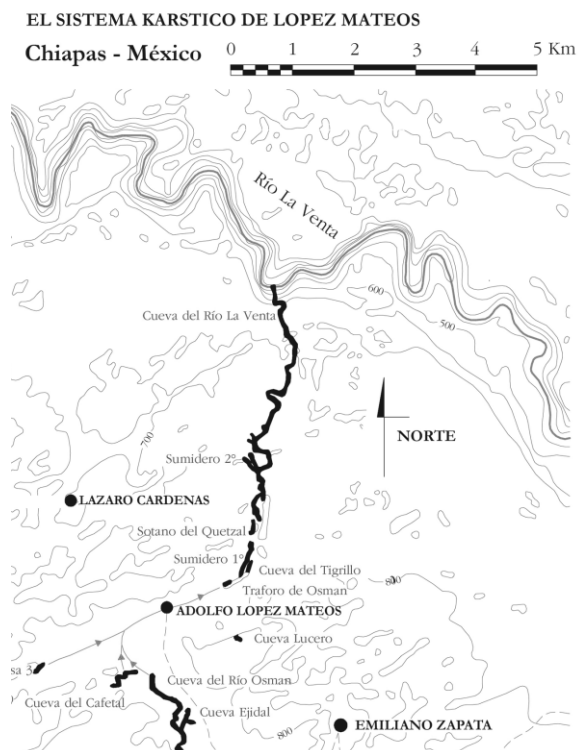 EL SISTEMA KARSTICO DE LOPEZ MATEOS
Chiapas - México
0 1 2 3 4 5 Km
Río La Venta
600
Cueva del Río La Venta
500
NORTE
700
Sumidero 2°
LAZARO CARDENAS
Sotano del Quetzal
Sumidero 1°
Cueva del Tigrillo
800
Traforo de Osman
ADOLFO LOPEZ MATEOS
Cueva Lucero
sa 3
Cueva del Río Osman
Cueva del Cafetal
Cueva Ejidal
EMILIANO ZAPATA
800